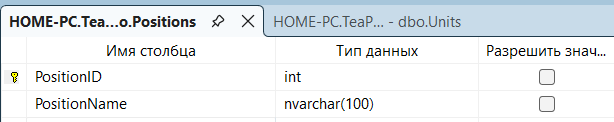 HOME-PC.Tea...o.Positions HOME-PC.TeaP... - dbo.Units
Имя столбца Тип данных Разрешить знач...
PositionID int
PositionName nvarchar(100)